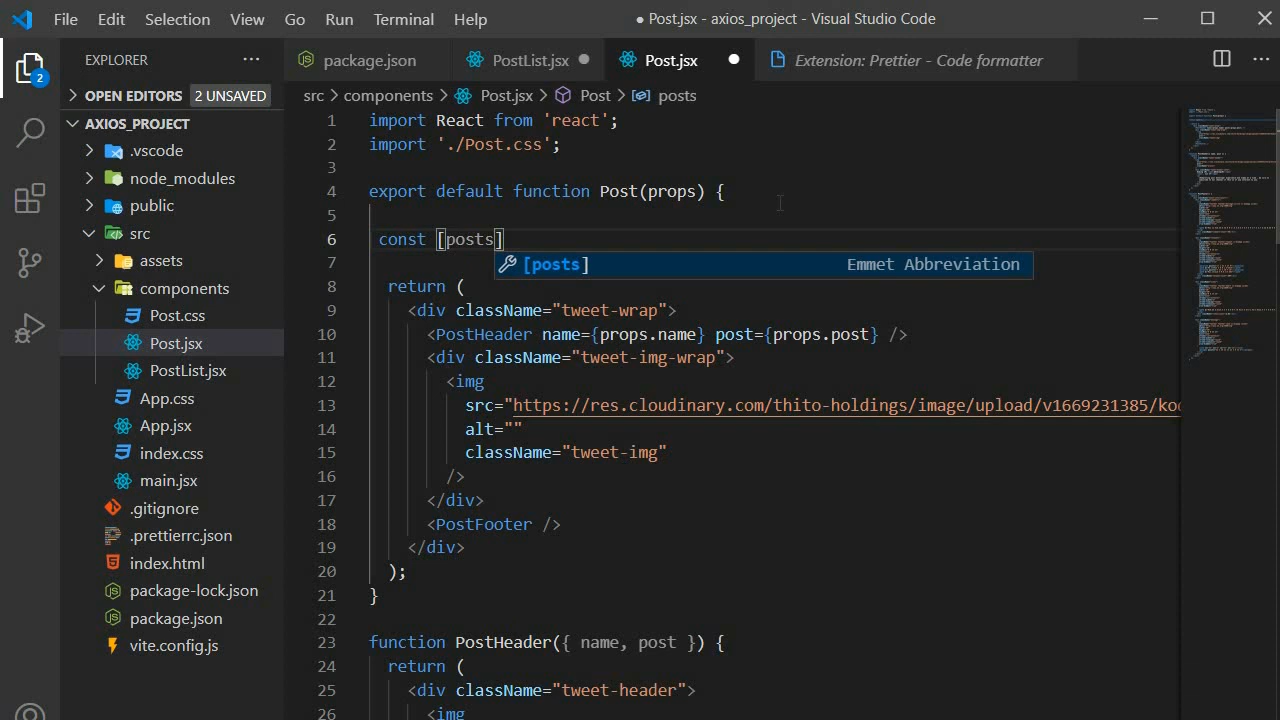 File Edit Selection View Go Run Terminal Help ● Post.jsx - axios_project - Visual Studio Code
EXPLORER ··· package.json PostList.jsx Post.jsx Extension: Prettier - Code formatter ···
OPEN EDITORS 2 UNSAVED
src > components > Post.jsx > Post > posts
2
AXIOS_PROJECT
.vscode
node_modules
public
src
assets
components
Post.css
Post.jsx
PostList.jsx
App.css
App.jsx
index.css
main.jsx
.gitignore
.prettierrc.json
index.html
package-lock.json
package.json
vite.config.js
1 import React from 'react';
2 import './Post.css';
3
4 export default function Post(props) {
5
6 const [posts]
[posts] Emmet Abbreviation
7
8 return (
9 <div className="tweet-wrap">
10 <PostHeader name={props.name} post={props.post} />
11 <div className="tweet-img-wrap">
12 <img
13 src="https://res.cloudinary.com/thito-holdings/image/upload/v1669231385/koc
14 alt=""
15 className="tweet-img"
16 />
17 </div>
18 <PostFooter />
19 </div>
20 );
21 }
22
23 function PostHeader({ name, post }) {
24 return (
25 <div className="tweet-header">
26 <img